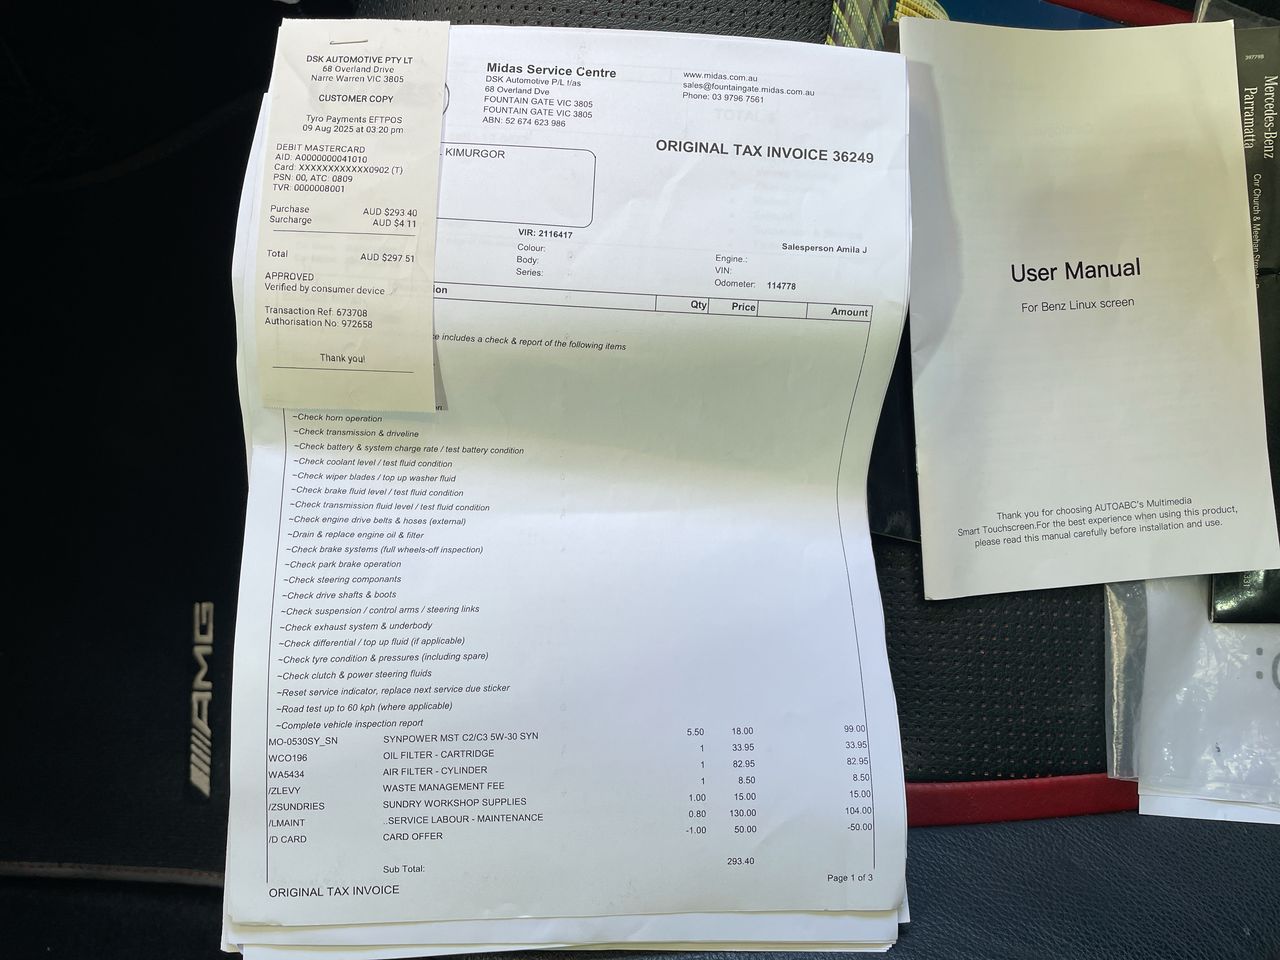 DSK AUTOMOTIVE PTY LT
68 Overland Drive
Narre Warren VIC 3805
CUSTOMER COPY
Tyro Payments EFTPOS
09 Aug 2025 at 03:20 pm
DEBIT MASTERCARD
AID: A0000000041010
Card: XXXXXXXXXXXX0902 (T)
PSN: 00, ATC: 0809
TVR: 0000008001
Purchase AUD $293.40
Surcharge AUD $4.11
Total AUD $297.51
APPROVED
Verified by consumer device
Transaction Ref: 673708
Authorisation No: 972658
Thank you!
Midas Service Centre
DSK Automotive P/L t/as
68 Overland Dve
FOUNTAIN GATE VIC 3805
FOUNTAIN GATE VIC 3805
ABN: 52 674 623 986
www.midas.com.au
sales@fountaingate.midas.com.au
Phone: 03 9796 7561
ORIGINAL TAX INVOICE 36249
KIMURGOR
VIR: 2116417
Salesperson Amila J
Colour: Engine.:
Body: VIN:
Series: Odometer: 114778
ion Qty Price Amount
e includes a check & report of the following items
~Check horn operation
~Check transmission & driveline
~Check battery & system charge rate / test battery condition
~Check coolant level / test fluid condition
~Check wiper blades / top up washer fluid
~Check brake fluid level / test fluid condition
~Check transmission fluid level / test fluid condition
~Check engine drive belts & hoses (external)
~Drain & replace engine oil & filter
~Check brake systems (full wheels-off inspection)
~Check park brake operation
~Check steering componants
~Check drive shafts & boots
~Check suspension / control arms / steering links
~Check exhaust system & underbody
~Check differential / top up fluid (if applicable)
~Check tyre condition & pressures (including spare)
~Check clutch & power steering fluids
~Reset service indicator, replace next service due sticker
~Road test up to 60 kph (where applicable)
~Complete vehicle inspection report
MO-0530SY_SN SYNPOWER MST C2/C3 5W-30 SYN 5.50 18.00 99.00
WCO196 OIL FILTER - CARTRIDGE 1 33.95 33.95
WA5434 AIR FILTER - CYLINDER 1 82.95 82.95
/ZLEVY WASTE MANAGEMENT FEE 1 8.50 8.50
/ZSUNDRIES SUNDRY WORKSHOP SUPPLIES 1.00 15.00 15.00
/LMAINT ..SERVICE LABOUR - MAINTENANCE 0.80 130.00 104.00
/D CARD CARD OFFER -1.00 50.00 -50.00
Sub Total: 293.40
Page 1 of 3
ORIGINAL TAX INVOICE
AMG
User Manual
For Benz Linux screen
Thank you for choosing AUTOABC's Multimedia
Smart Touchscreen.For the best experience when using this product,
please read this manual carefully before installation and use.
Mercedes-Benz
Parramatta
Cnr Church & Meehan Street